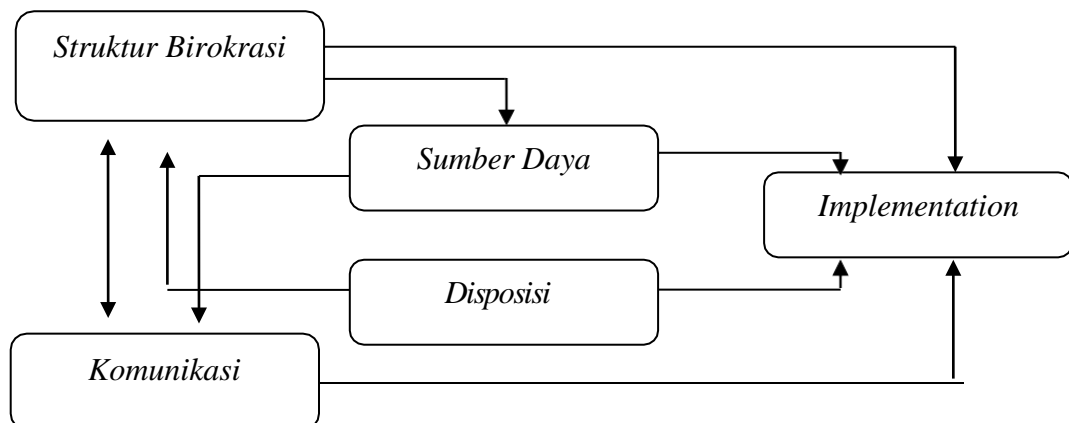 Struktur Birokrasi
Sumber Daya
Implementation
Disposisi
Komunikasi